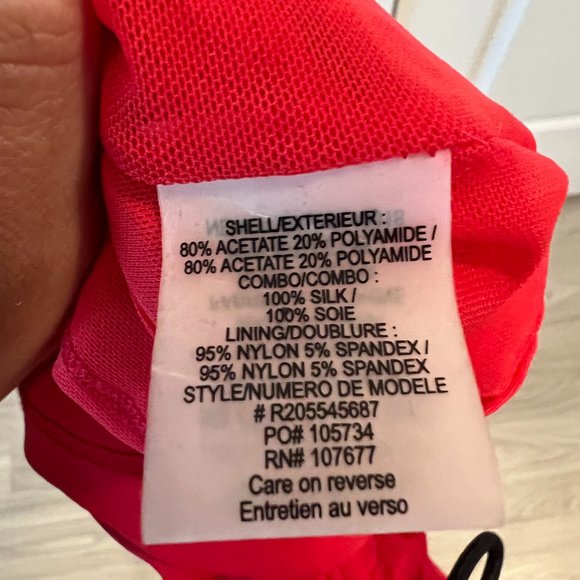 SHELL/EXTERIEUR :
80% ACETATE 20% POLYAMIDE /
80% ACETATE 20% POLYAMIDE
COMBO/COMBO :
100% SILK /
100% SOIE
LINING/DOUBLURE :
95% NYLON 5% SPANDEX /
95% NYLON 5% SPANDEX
STYLE/NUMERO DE MODELE
# R205545687
PO# 105734
RN# 107677
Care on reverse
Entretien au verso